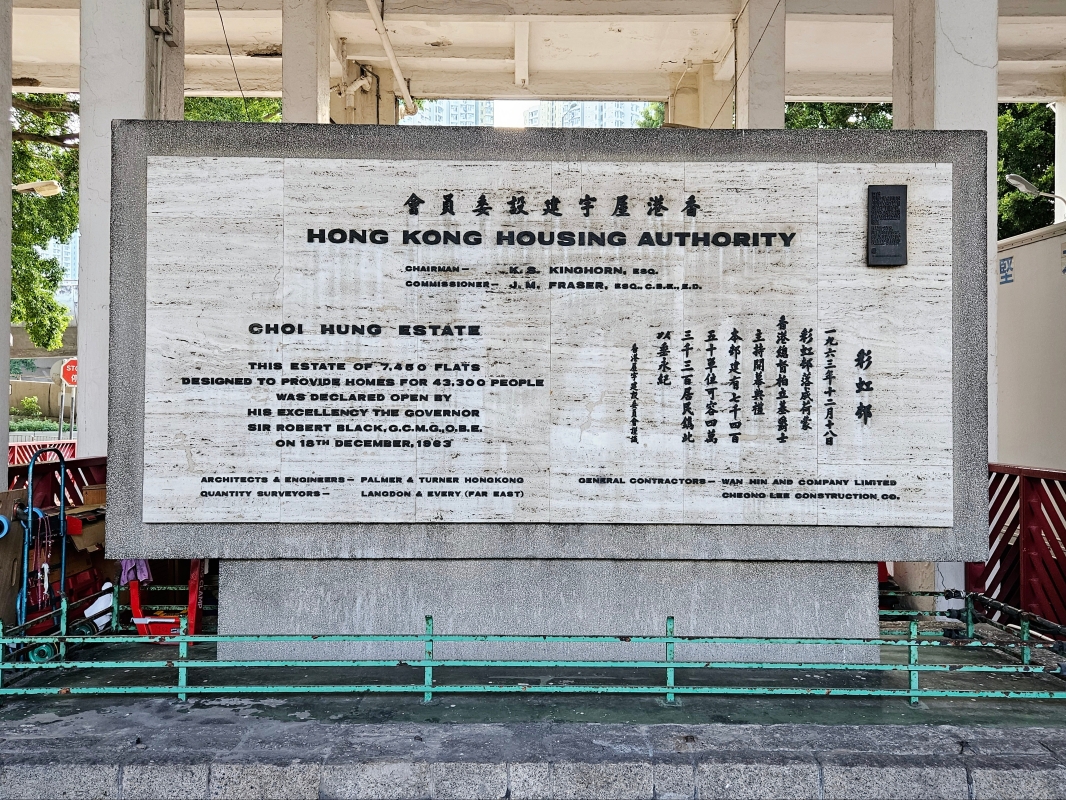 香港屋宇建設委員會
HONG KONG HOUSING AUTHORITY
CHAIRMAN— K. S. KINGHORN, ESQ.
COMMISSIONER— J. M. FRASER, ESQ., C.B.E., E.D.
CHOI HUNG ESTATE
THIS ESTATE OF 7,450 FLATS
DESIGNED TO PROVIDE HOMES FOR 43,300 PEOPLE
WAS DECLARED OPEN BY
HIS EXCELLENCY THE GOVERNOR
SIR ROBERT BLACK, G.C.M.G., O.B.E.
ON 18TH DECEMBER, 1963
彩虹邨
一九六三年十二月十八日
彩虹邨落成荷蒙
香港總督柏立基爵士
主持開幕典禮
本邨建有七千四百
五十單位可容四萬
三千三百居民鐫此
以垂永紀
香港屋宇建設委員會謹識
ARCHITECTS & ENGINEERS— PALMER & TURNER HONGKONG
QUANTITY SURVEYORS— LANGDON & EVERY (FAR EAST)
GENERAL CONTRACTORS— WAN HIN AND COMPANY LIMITED
CHEONG LEE CONSTRUCTION CO.
堅